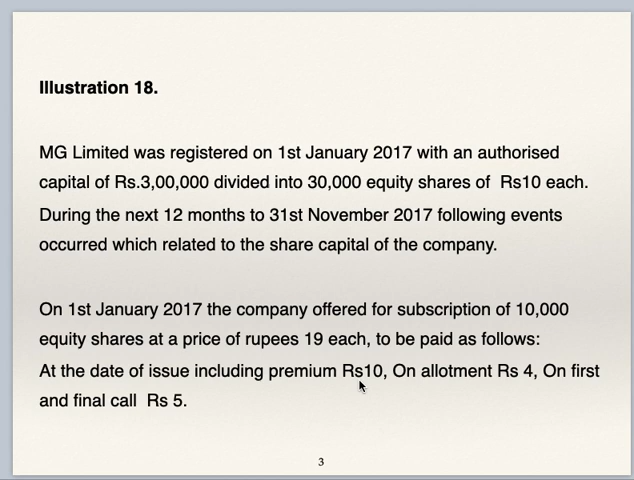 Illustration 18.
MG Limited was registered on 1st January 2017 with an authorised
capital of Rs.3,00,000 divided into 30,000 equity shares of Rs10 each.
During the next 12 months to 31st November 2017 following events
occurred which related to the share capital of the company.
On 1st January 2017 the company offered for subscription of 10,000
equity shares at a price of rupees 19 each, to be paid as follows:
At the date of issue including premium Rs10, On allotment Rs 4, On first
and final call Rs 5.
3